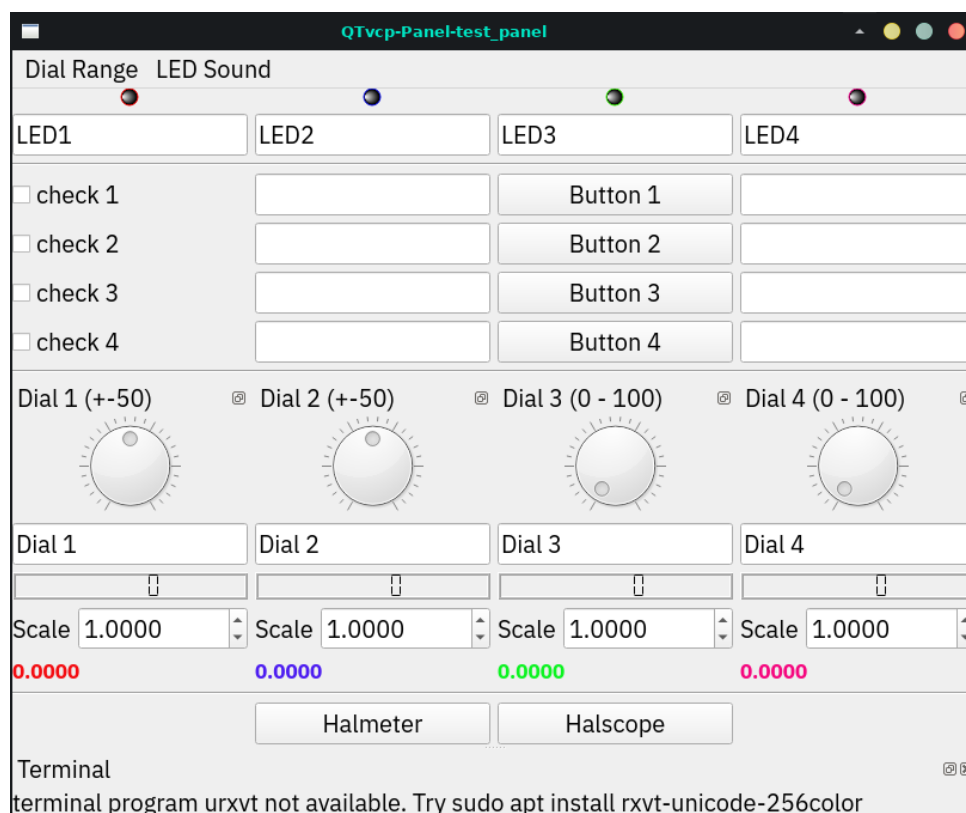 QTvcp-Panel-test_panel
Dial Range LED Sound
LED1 LED2 LED3 LED4
check 1 Button 1
check 2 Button 2
check 3 Button 3
check 4 Button 4
Dial 1 (+-50) Dial 2 (+-50) Dial 3 (0 - 100) Dial 4 (0 - 100)
Dial 1 Dial 2 Dial 3 Dial 4
0 0 0 0
Scale 1.0000 Scale 1.0000 Scale 1.0000 Scale 1.0000
0.0000 0.0000 0.0000 0.0000
Halmeter Halscope
Terminal
terminal program urxvt not available. Try sudo apt install rxvt-unicode-256color